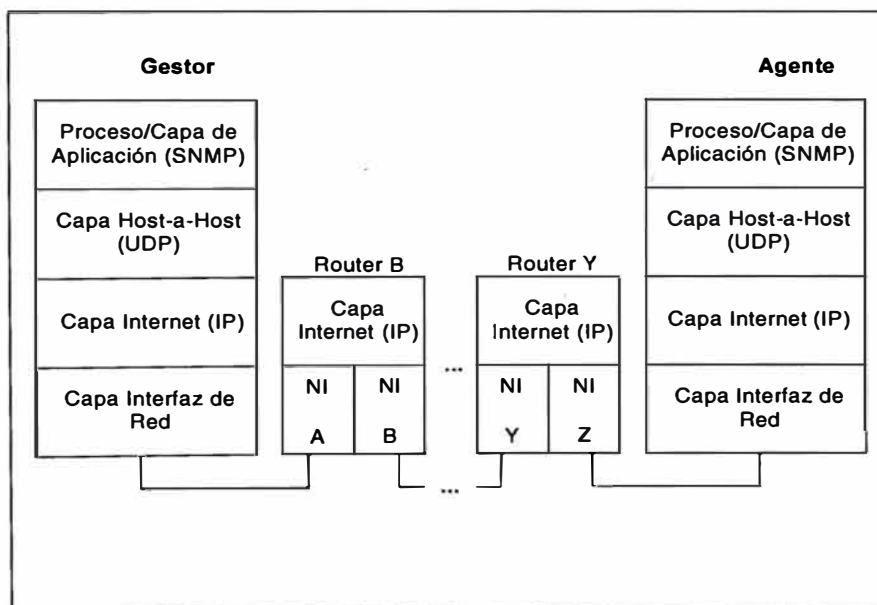 Gestor
Agente
Proceso/Capa de
Aplicación (SNMP)
Capa Host-a-Host
(UDP)
Capa Internet (IP)
Capa Interfaz de
Red
Router B
Capa
Internet (IP)
NI
A
NI
B
...
...
Router Y
Capa
Internet (IP)
NI
Y
NI
Z
Proceso/Capa de
Aplicación (SNMP)
Capa Host-a-Host
(UDP)
Capa Internet (IP)
Capa Interfaz de
Red